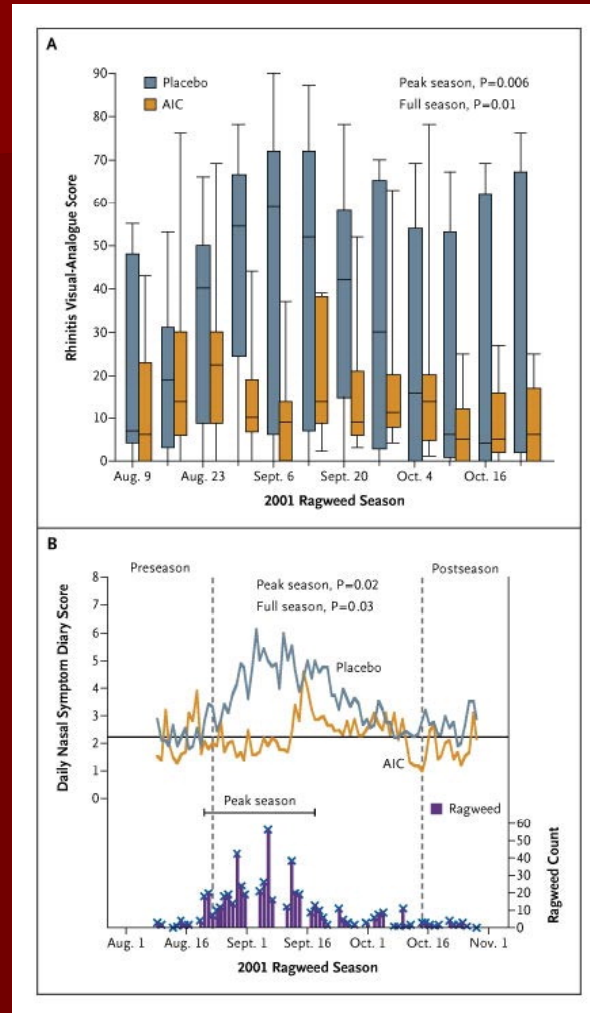 A
90
80
70
60
50
40
30
20
10
0
Rhinitis Visual-Analogue Score
Placebo
AIC
Peak season, P=0.006
Full season, P=0.01
Aug. 9 Aug. 23 Sept. 6 Sept. 20 Oct. 4 Oct. 16
2001 Ragweed Season
B
Preseason
Postseason
8
7
6
5
4
3
2
1
0
Daily Nasal Symptom Diary Score
Peak season, P=0.02
Full season, P=0.03
Placebo
AIC
Peak season
Ragweed
60
50
40
30
20
10
0
Ragweed Count
Aug. 1 Aug. 16 Sept. 1 Sept. 16 Oct. 1 Oct. 16 Nov. 1
2001 Ragweed Season